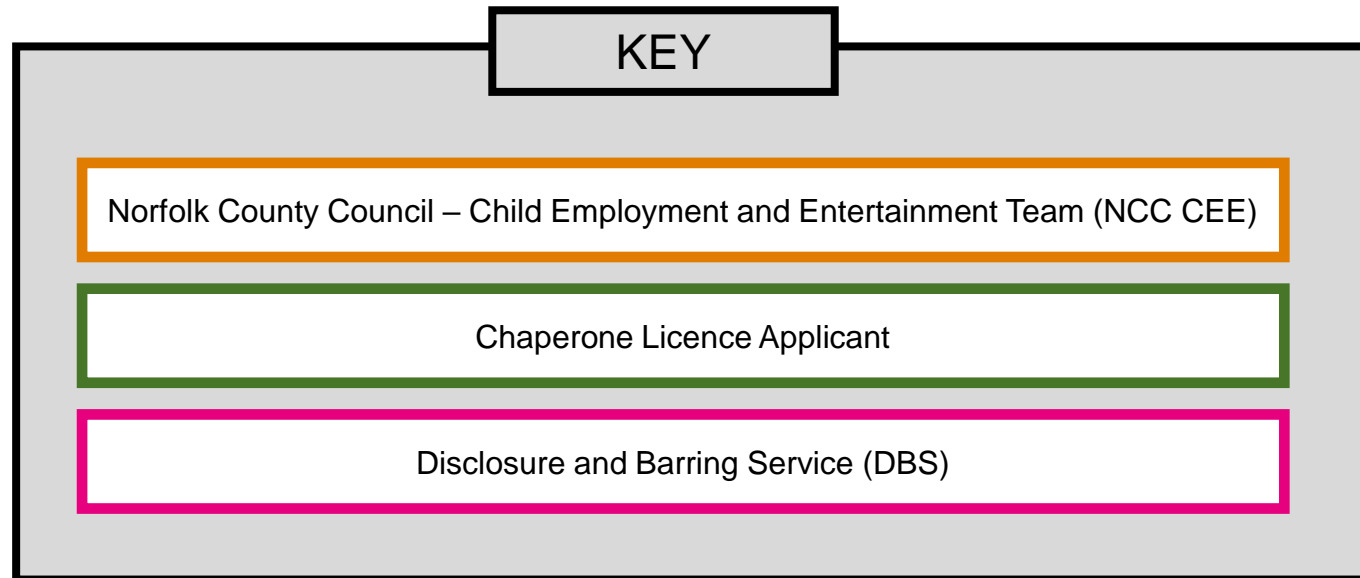 KEY
Norfolk County Council – Child Employment and Entertainment Team (NCC CEE)
Chaperone Licence Applicant
Disclosure and Barring Service (DBS)